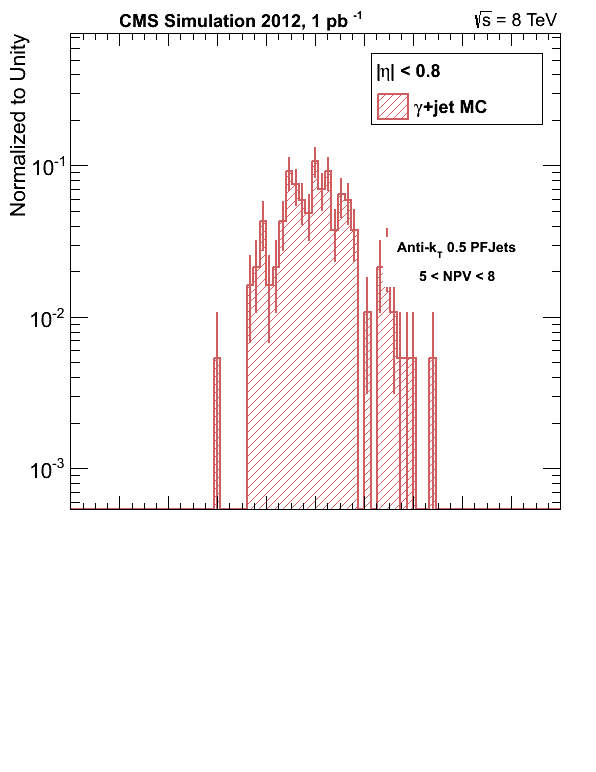 CMS Simulation 2012, 1 pb⁻¹
√s = 8 TeV
Normalized to Unity
|η| < 0.8
γ+jet MC
10⁻¹
Anti-k_T 0.5 PFJets
5 < NPV < 8
10⁻²
10⁻³